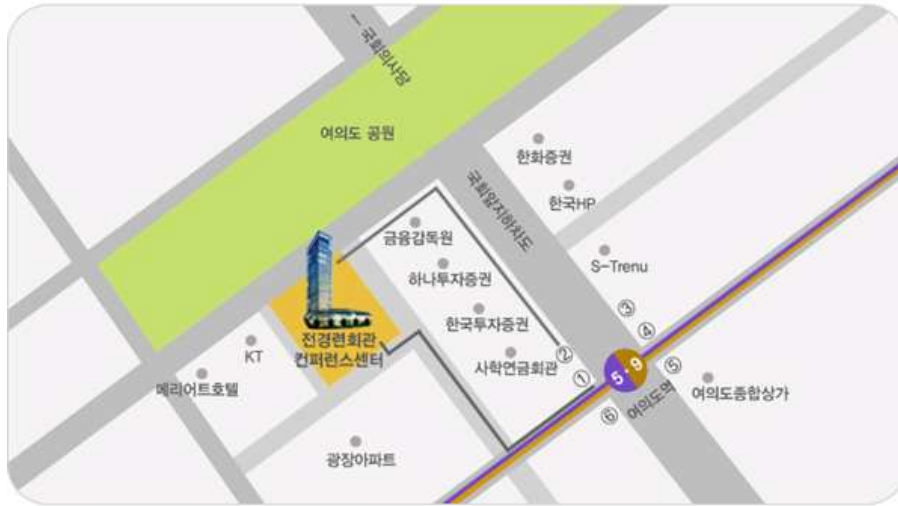 ← 국회의사당
여의도 공원
한화증권
한국HP
국회앞지하차도
금융감독원
S-Trenu
하나투자증권
한국투자증권
③
④
전경련회관
컨퍼런스센터
KT
사학연금회관
②
①
5·9
⑤
메리어트호텔
여의도역
여의도종합상가
⑥
광장아파트